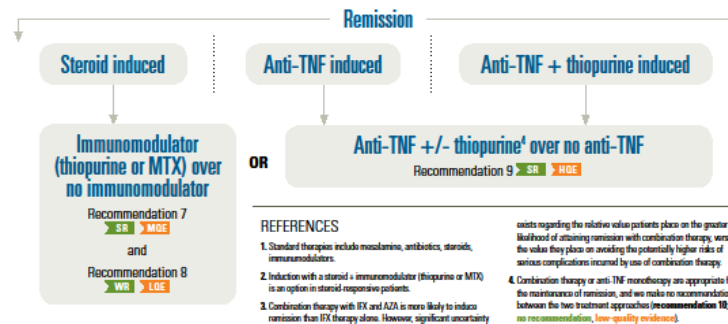 Remission
Steroid induced
Anti-TNF induced
Anti-TNF + thiopurine induced
Immunomodulator
(thiopurine or MTX) over
no immunomodulator
Recommendation 7
SR MQE
and
Recommendation 8
WR LQE
OR
Anti-TNF +/- thiopurine⁴ over no anti-TNF
Recommendation 9 SR HQE
REFERENCES
1. Standard therapies include mesalamine, antibiotics, steroids,
immunomodulators.
2. Induction with a steroid + immunomodulator (thiopurine or MTX)
is an option in steroid-responsive patients.
3. Combination therapy with IFX and AZA is more likely to induce
remission than IFX therapy alone. However, significant uncertainty
exists regarding the relative value patients place on the greater
likelihood of attaining remission with combination therapy, vers
the value they place on avoiding the potentially higher risks of
serious complications incurred by use of combination therapy.
4. Combination therapy or anti-TNF monotherapy are appropriate f
the maintenance of remission, and we make no recommendatio
between the two treatment approaches (recommendation 10;
no recommendation, low-quality evidence).